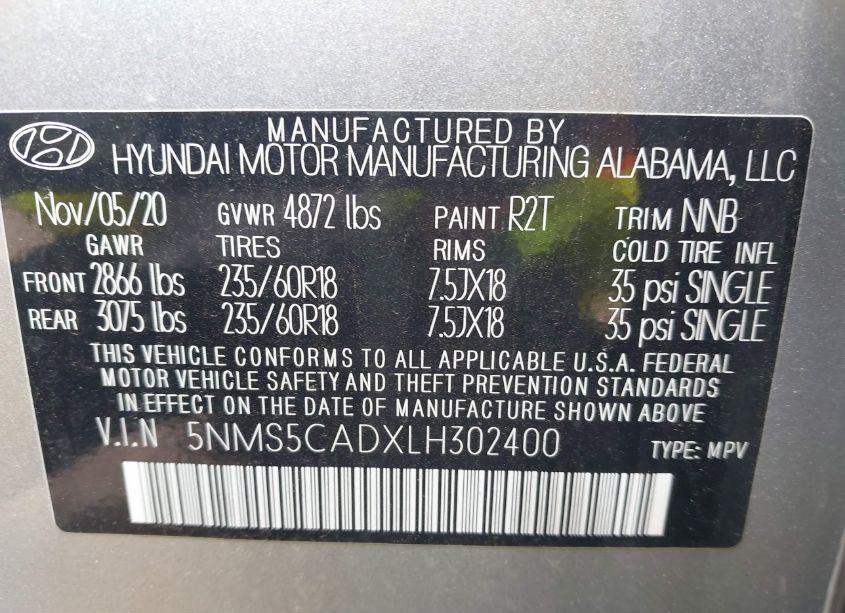 MANUFACTURED BY
HYUNDAI MOTOR MANUFACTURING ALABAMA, LLC
Nov/05/20 GVWR 4872 lbs PAINT R2T TRIM NNB
GAWR TIRES RIMS COLD TIRE INFL
FRONT 2866 lbs 235/60R18 7.5JX18 35 psi SINGLE
REAR 3075 lbs 235/60R18 7.5JX18 35 psi SINGLE
THIS VEHICLE CONFORMS TO ALL APPLICABLE U.S.A. FEDERAL
MOTOR VEHICLE SAFETY AND THEFT PREVENTION STANDARDS
IN EFFECT ON THE DATE OF MANUFACTURE SHOWN ABOVE
V.I.N 5NMS5CADXLH302400 TYPE: MPV